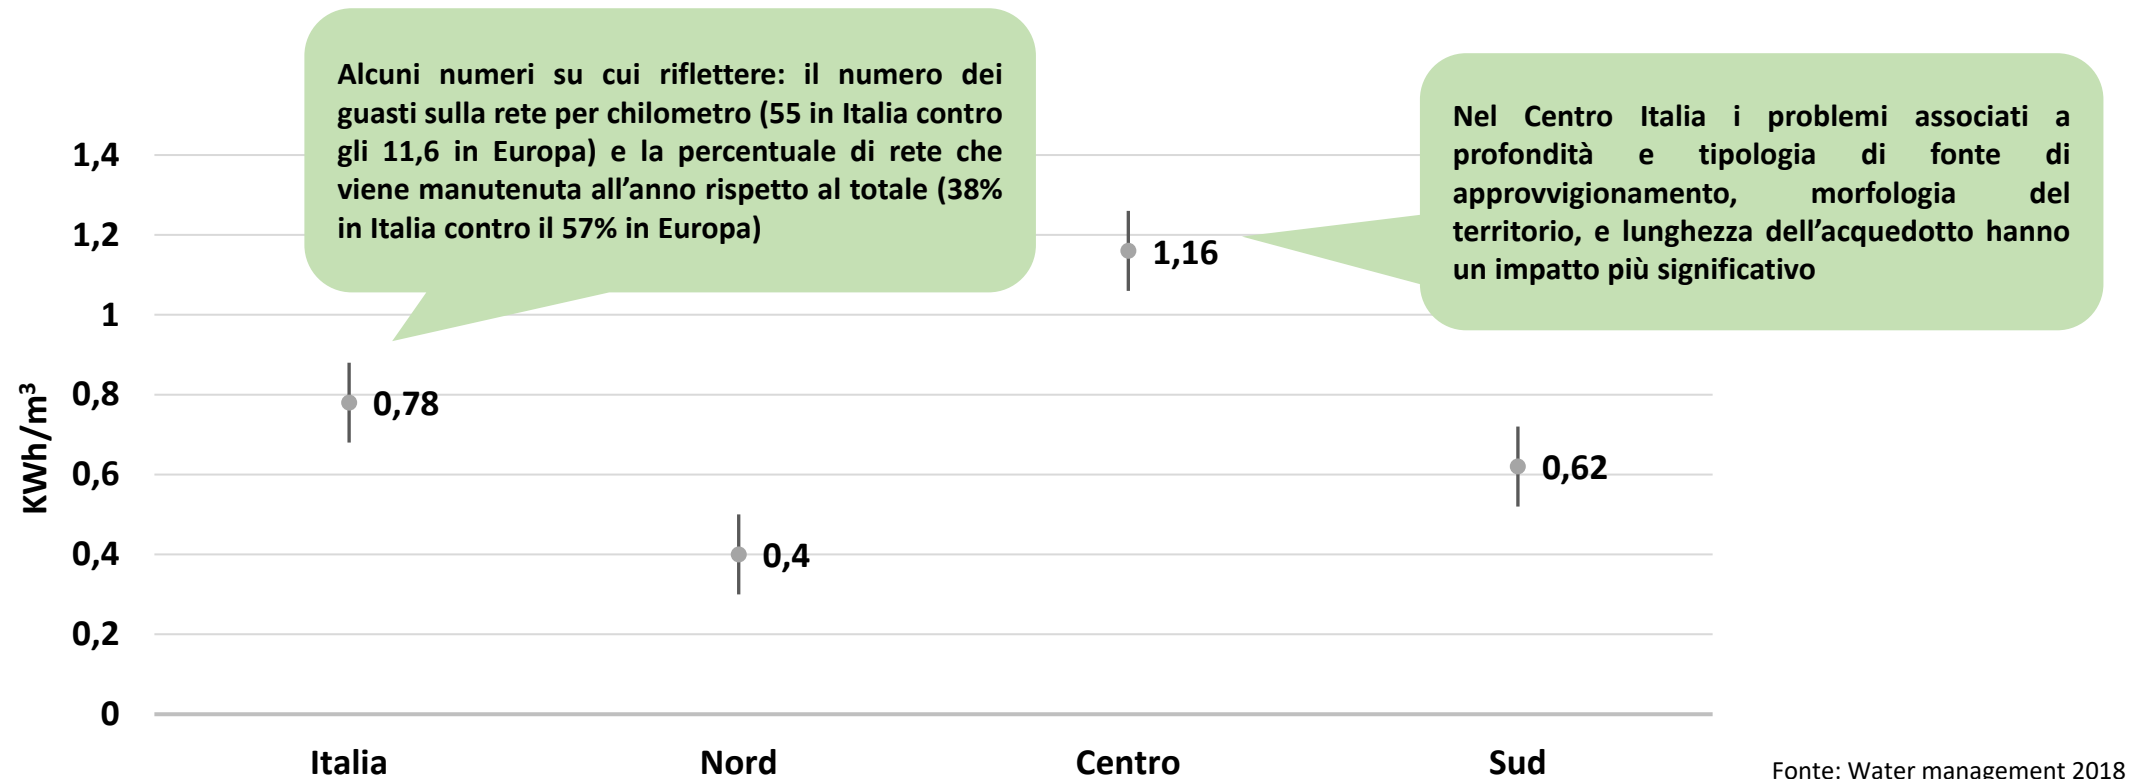 Alcuni numeri su cui riflettere: il numero dei
guasti sulla rete per chilometro (55 in Italia contro
gli 11,6 in Europa) e la percentuale di rete che
viene manutenuta all’anno rispetto al totale (38%
in Italia contro il 57% in Europa)
Nel Centro Italia i problemi associati a
profondità e tipologia di fonte di
approvvigionamento, morfologia del
territorio, e lunghezza dell’acquedotto hanno
un impatto più significativo
KWh/m³
1,4
1,2
1
0,8
0,6
0,4
0,2
0
0,78
0,4
1,16
0,62
Italia
Nord
Centro
Sud
Fonte: Water management 2018